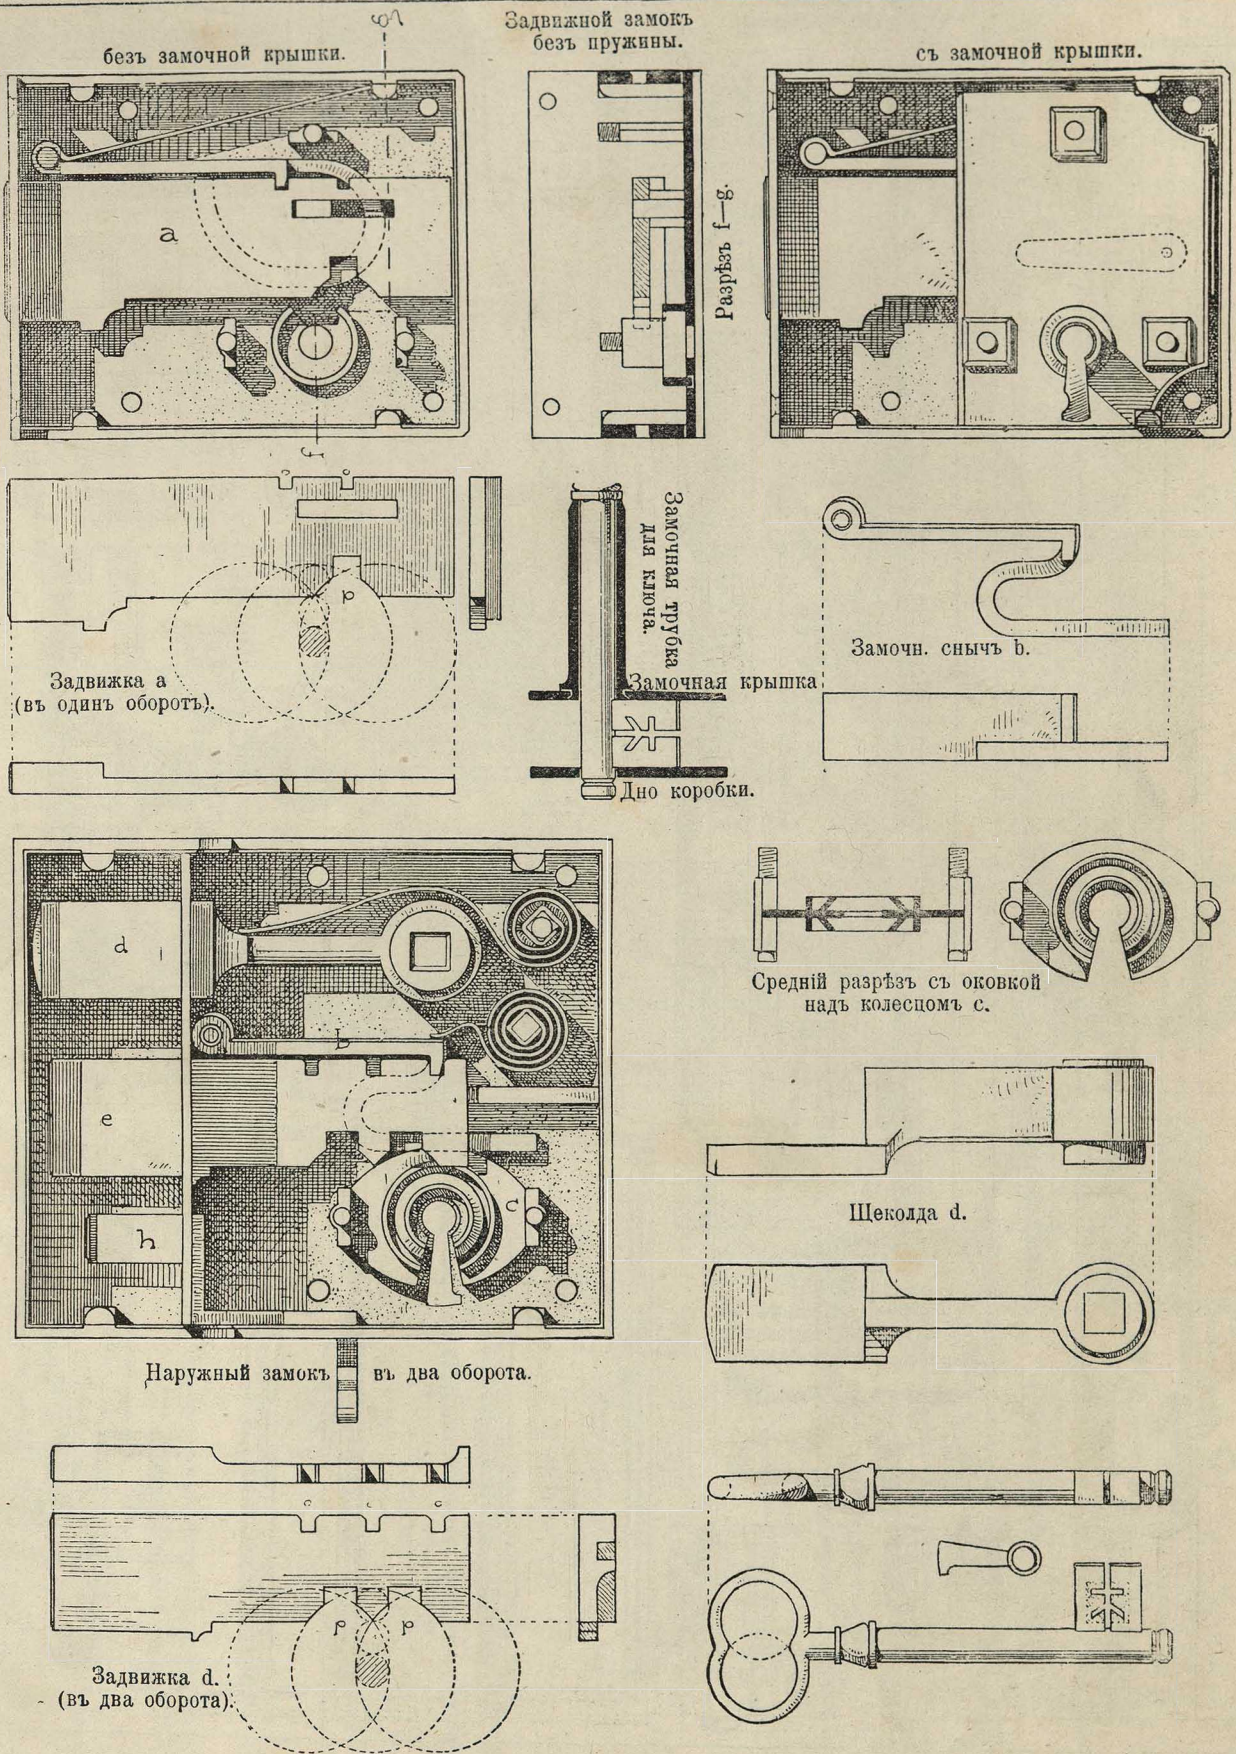 g
Задвижной замокъ
безъ пружины.
безъ замочной крышки.
съ замочной крышки.
a
Разрѣзъ f—g.
f
c
c
p
Задвижка a
(въ одинъ оборотъ).
Замочная трубка
для ключа.
Замочная крышка
Дно коробки.
Замочн. снычъ b.
d
b
e
c
h
Наружный замокъ въ два оборота.
Средній разрѣзъ съ оковкой
надъ колесцомъ c.
Щеколда d.
c
c
c
p
p
Задвижка d.
(въ два оборота).